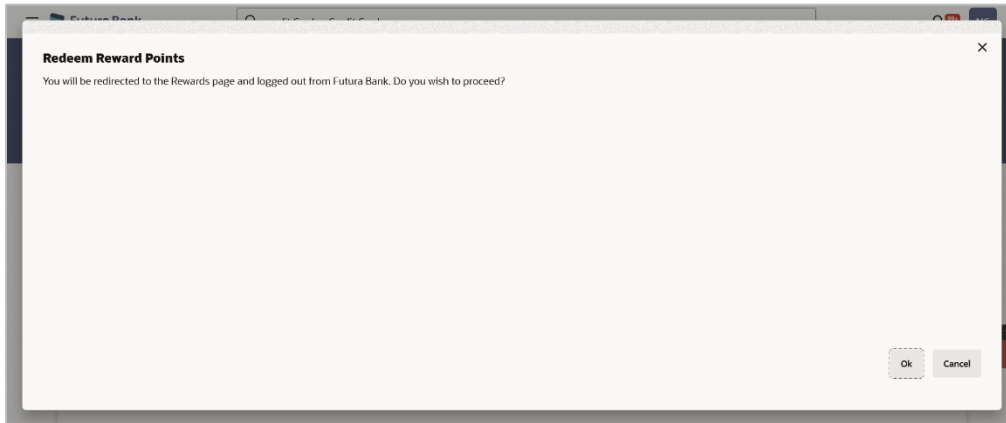 Futura Bank
Redeem Reward Points
You will be redirected to the Rewards page and logged out from Futura Bank. Do you wish to proceed?
Ok
Cancel